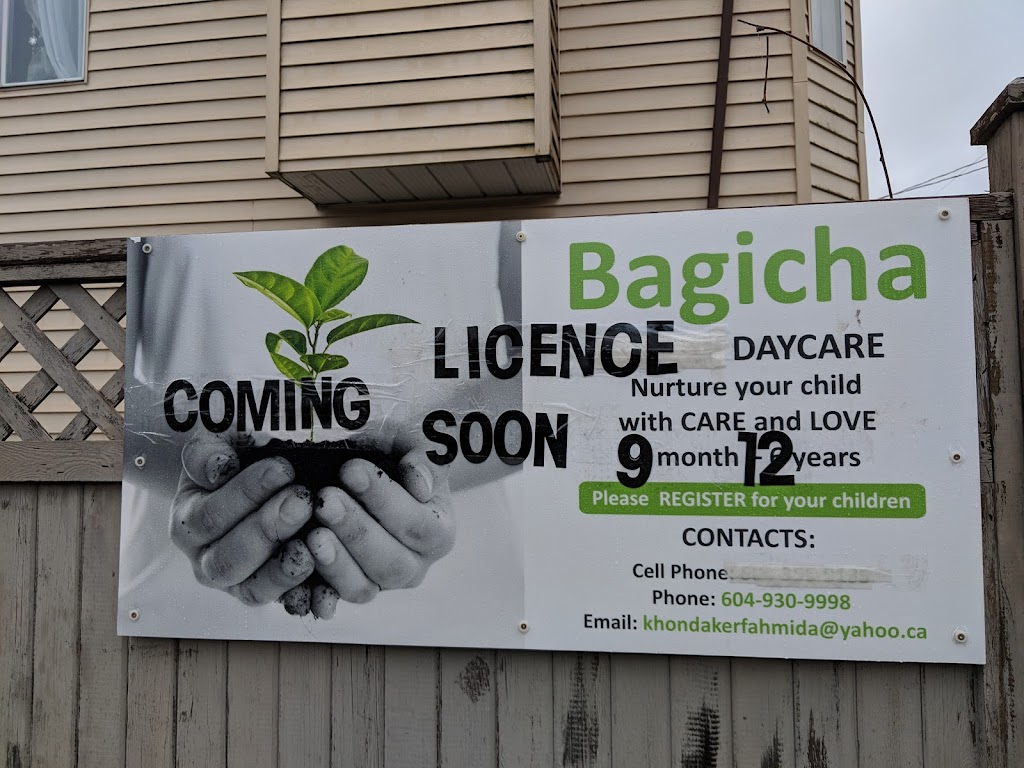 Bagicha
LICENCE DAYCARE
COMING SOON
Nurture your child
with CARE and LOVE
9 month 12 years
Please REGISTER for your children
CONTACTS:
Cell Phone:
Phone: 604-930-9998
Email: khondakerfahmida@yahoo.ca